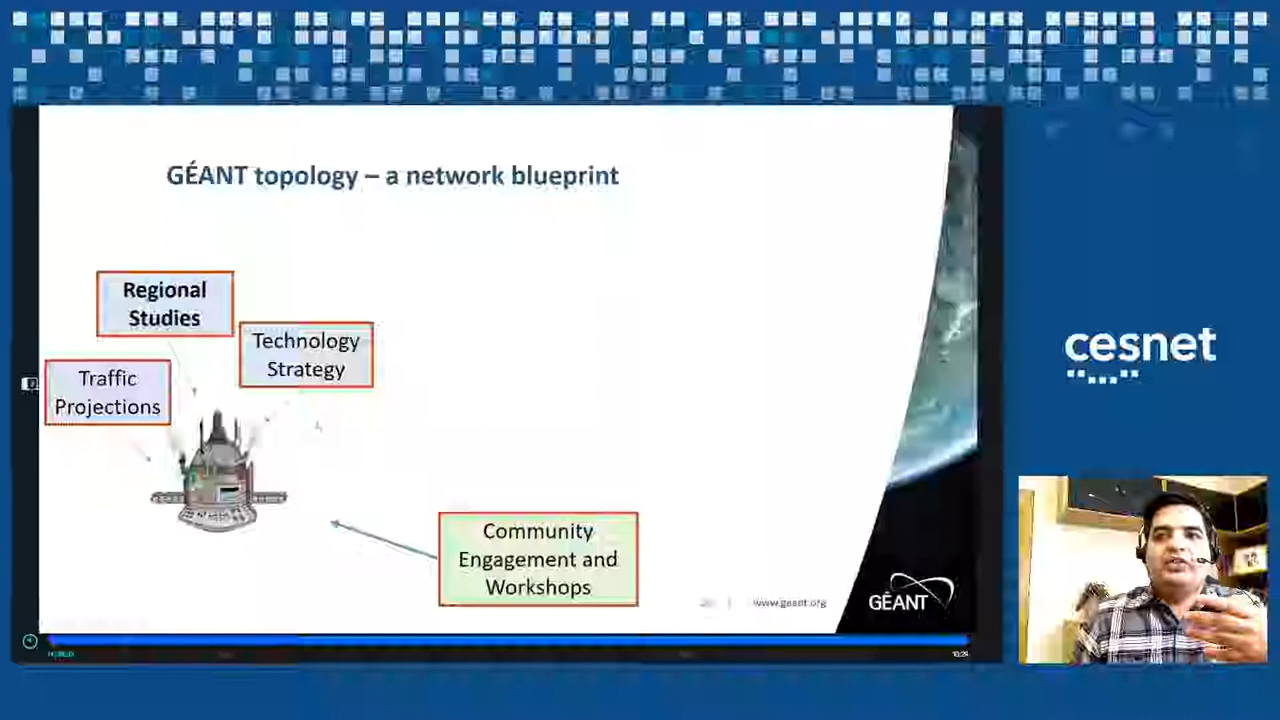 GÉANT topology – a network blueprint
Regional
Studies
Technology
Strategy
Traffic
Projections
Community
Engagement and
Workshops
www.geant.org
GÉANT
cesnet